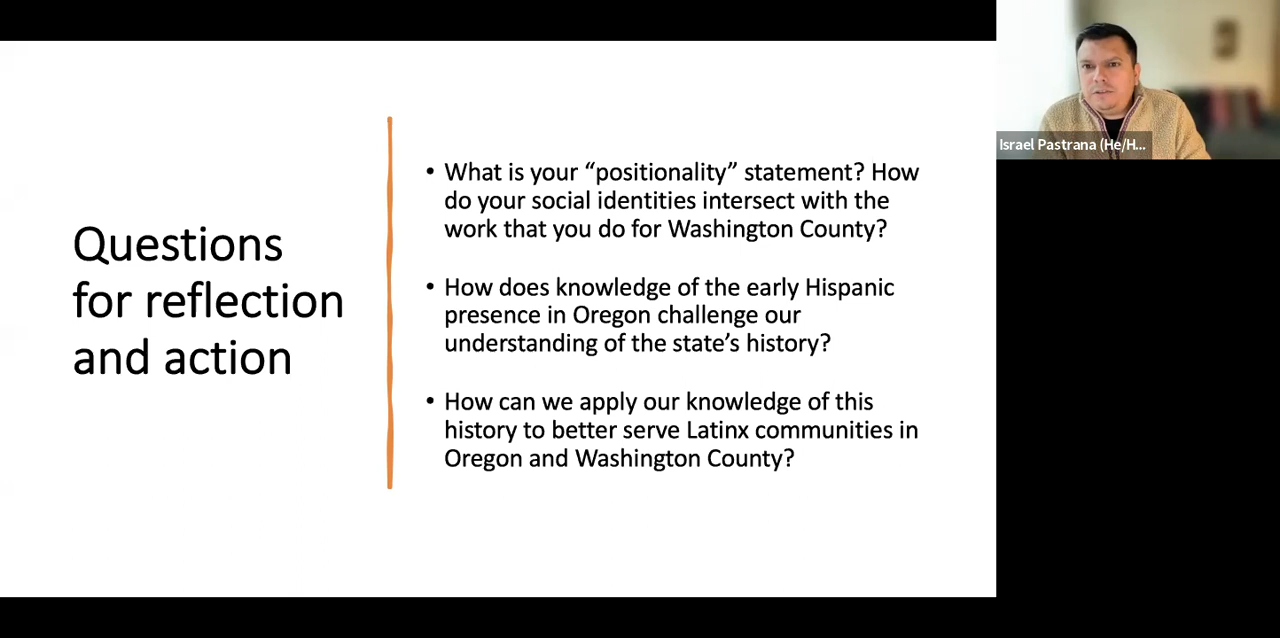 Questions
for reflection
and action
• What is your “positionality” statement? How
do your social identities intersect with the
work that you do for Washington County?
• How does knowledge of the early Hispanic
presence in Oregon challenge our
understanding of the state’s history?
• How can we apply our knowledge of this
history to better serve Latinx communities in
Oregon and Washington County?
Israel Pastrana (He/H...